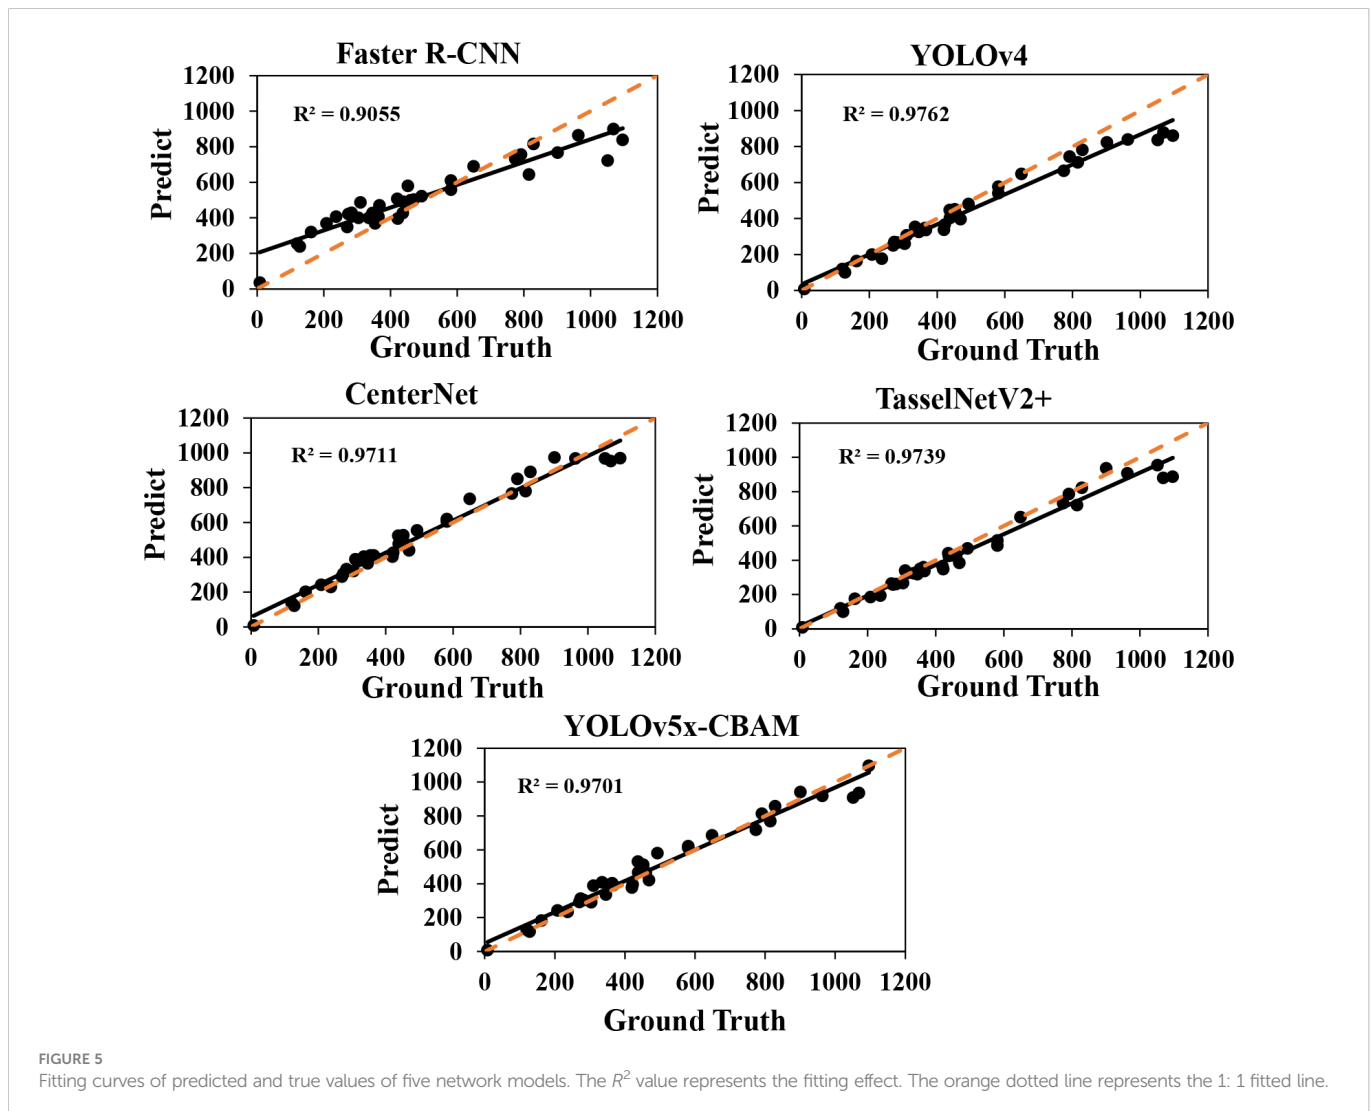 Faster R-CNN
R² = 0.9055
Predict
1200
1000
800
600
400
200
0
0 200 400 600 800 1000 1200
Ground Truth
YOLOv4
R² = 0.9762
Predict
1200
1000
800
600
400
200
0
0 200 400 600 800 1000 1200
Ground Truth
CenterNet
R² = 0.9711
Predict
1200
1000
800
600
400
200
0
0 200 400 600 800 1000 1200
Ground Truth
TasselNetV2+
R² = 0.9739
Predict
1200
1000
800
600
400
200
0
0 200 400 600 800 1000 1200
Ground Truth
YOLOv5x-CBAM
R² = 0.9701
Predict
1200
1000
800
600
400
200
0
0 200 400 600 800 1000 1200
Ground Truth
FIGURE 5
Fitting curves of predicted and true values of five network models. The R² value represents the fitting effect. The orange dotted line represents the 1: 1 fitted line.